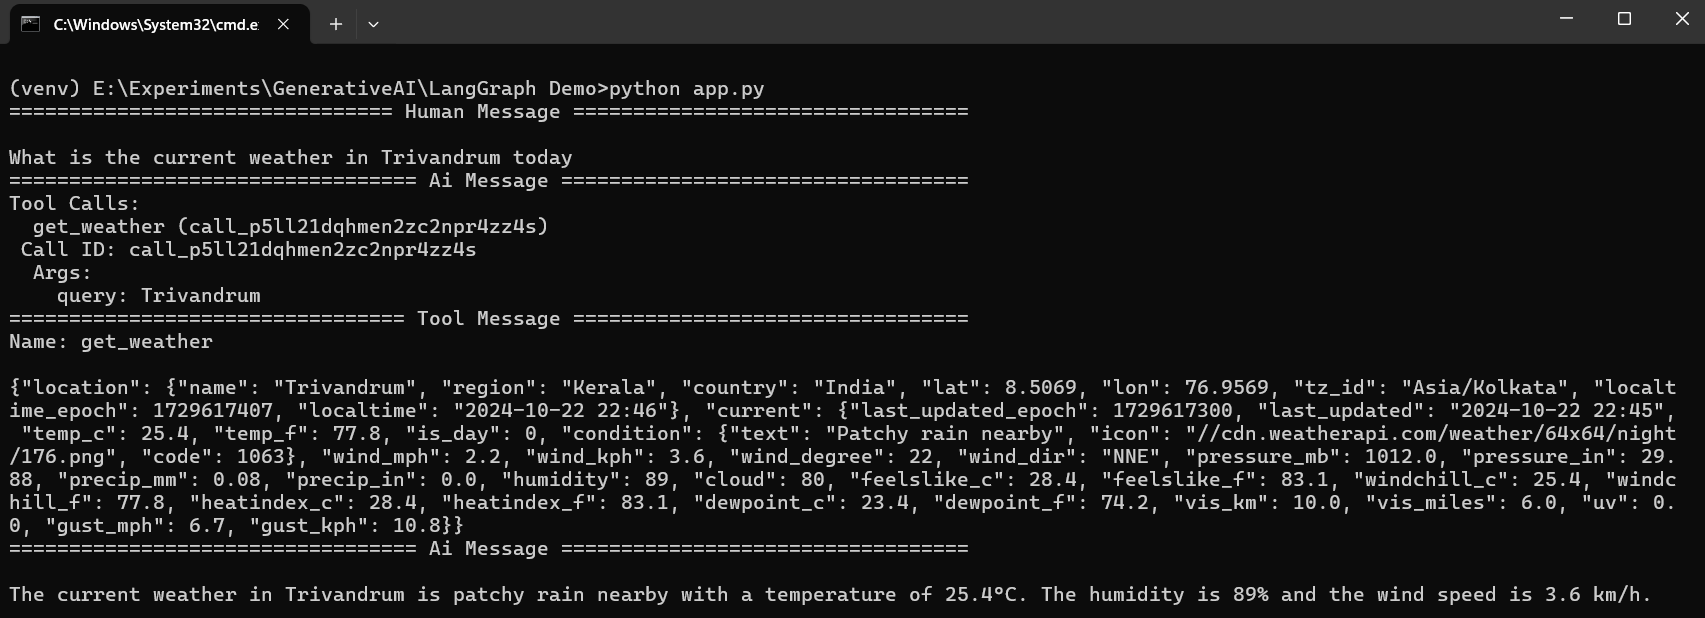 C:\Windows\System32\cmd.e
(venv) E:\Experiments\GenerativeAI\LangGraph Demo>python app.py
================================ Human Message =================================
What is the current weather in Trivandrum today
================================== Ai Message ==================================
Tool Calls:
  get_weather (call_p5ll21dqhmen2zc2npr4zz4s)
 Call ID: call_p5ll21dqhmen2zc2npr4zz4s
  Args:
    query: Trivandrum
================================= Tool Message =================================
Name: get_weather
{"location": {"name": "Trivandrum", "region": "Kerala", "country": "India", "lat": 8.5069, "lon": 76.9569, "tz_id": "Asia/Kolkata", "localt
ime_epoch": 1729617407, "localtime": "2024-10-22 22:46"}, "current": {"last_updated_epoch": 1729617300, "last_updated": "2024-10-22 22:45",
 "temp_c": 25.4, "temp_f": 77.8, "is_day": 0, "condition": {"text": "Patchy rain nearby", "icon": "//cdn.weatherapi.com/weather/64x64/night
/176.png", "code": 1063}, "wind_mph": 2.2, "wind_kph": 3.6, "wind_degree": 22, "wind_dir": "NNE", "pressure_mb": 1012.0, "pressure_in": 29.
88, "precip_mm": 0.08, "precip_in": 0.0, "humidity": 89, "cloud": 80, "feelslike_c": 28.4, "feelslike_f": 83.1, "windchill_c": 25.4, "windc
hill_f": 77.8, "heatindex_c": 28.4, "heatindex_f": 83.1, "dewpoint_c": 23.4, "dewpoint_f": 74.2, "vis_km": 10.0, "vis_miles": 6.0, "uv": 0.
0, "gust_mph": 6.7, "gust_kph": 10.8}}
================================== Ai Message ==================================
The current weather in Trivandrum is patchy rain nearby with a temperature of 25.4°C. The humidity is 89% and the wind speed is 3.6 km/h.